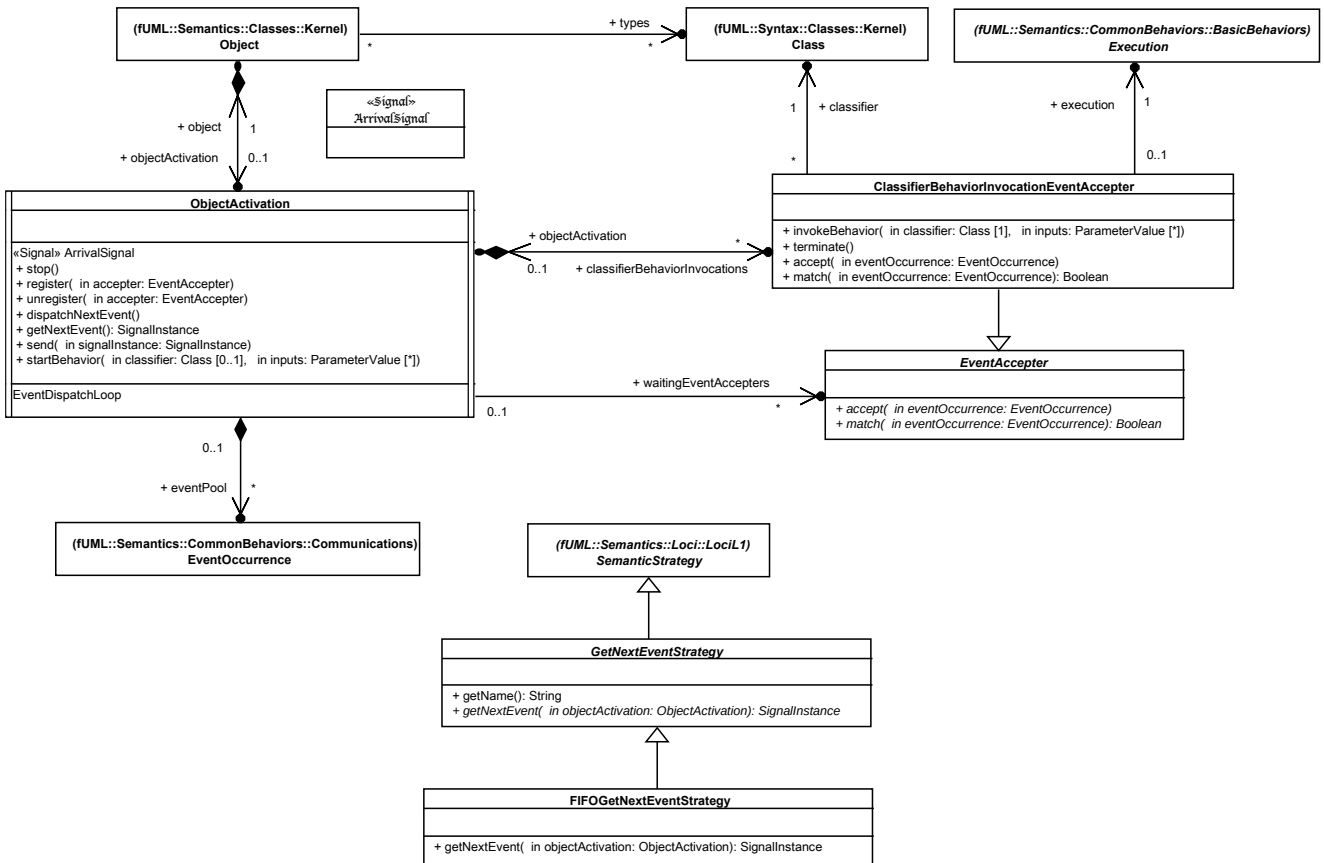 (fUML::Semantics::Classes::Kernel)
Object
+ types
*
*
(fUML::Syntax::Classes::Kernel)
Class
(fUML::Semantics::CommonBehaviors::BasicBehaviors)
Execution
«Signal»
ArrivalSignal
+ object
1
+ objectActivation
0..1
1
+ classifier
*
+ execution
1
0..1
ObjectActivation
«Signal» ArrivalSignal
+ stop()
+ register( in accepter: EventAccepter)
+ unregister( in accepter: EventAccepter)
+ dispatchNextEvent()
+ getNextEvent(): SignalInstance
+ send( in signalInstance: SignalInstance)
+ startBehavior( in classifier: Class [0..1], in inputs: ParameterValue [*])
EventDispatchLoop
+ objectActivation
*
0..1
+ classifierBehaviorInvocations
ClassifierBehaviorInvocationEventAccepter
+ invokeBehavior( in classifier: Class [1], in inputs: ParameterValue [*])
+ terminate()
+ accept( in eventOccurrence: EventOccurrence)
+ match( in eventOccurrence: EventOccurrence): Boolean
+ waitingEventAccepters
0..1
*
EventAccepter
+ accept( in eventOccurrence: EventOccurrence)
+ match( in eventOccurrence: EventOccurrence): Boolean
0..1
+ eventPool
*
(fUML::Semantics::CommonBehaviors::Communications)
EventOccurrence
(fUML::Semantics::Loci::LociL1)
SemanticStrategy
GetNextEventStrategy
+ getName(): String
+ getNextEvent( in objectActivation: ObjectActivation): SignalInstance
FIFOGetNextEventStrategy
+ getNextEvent( in objectActivation: ObjectActivation): SignalInstance